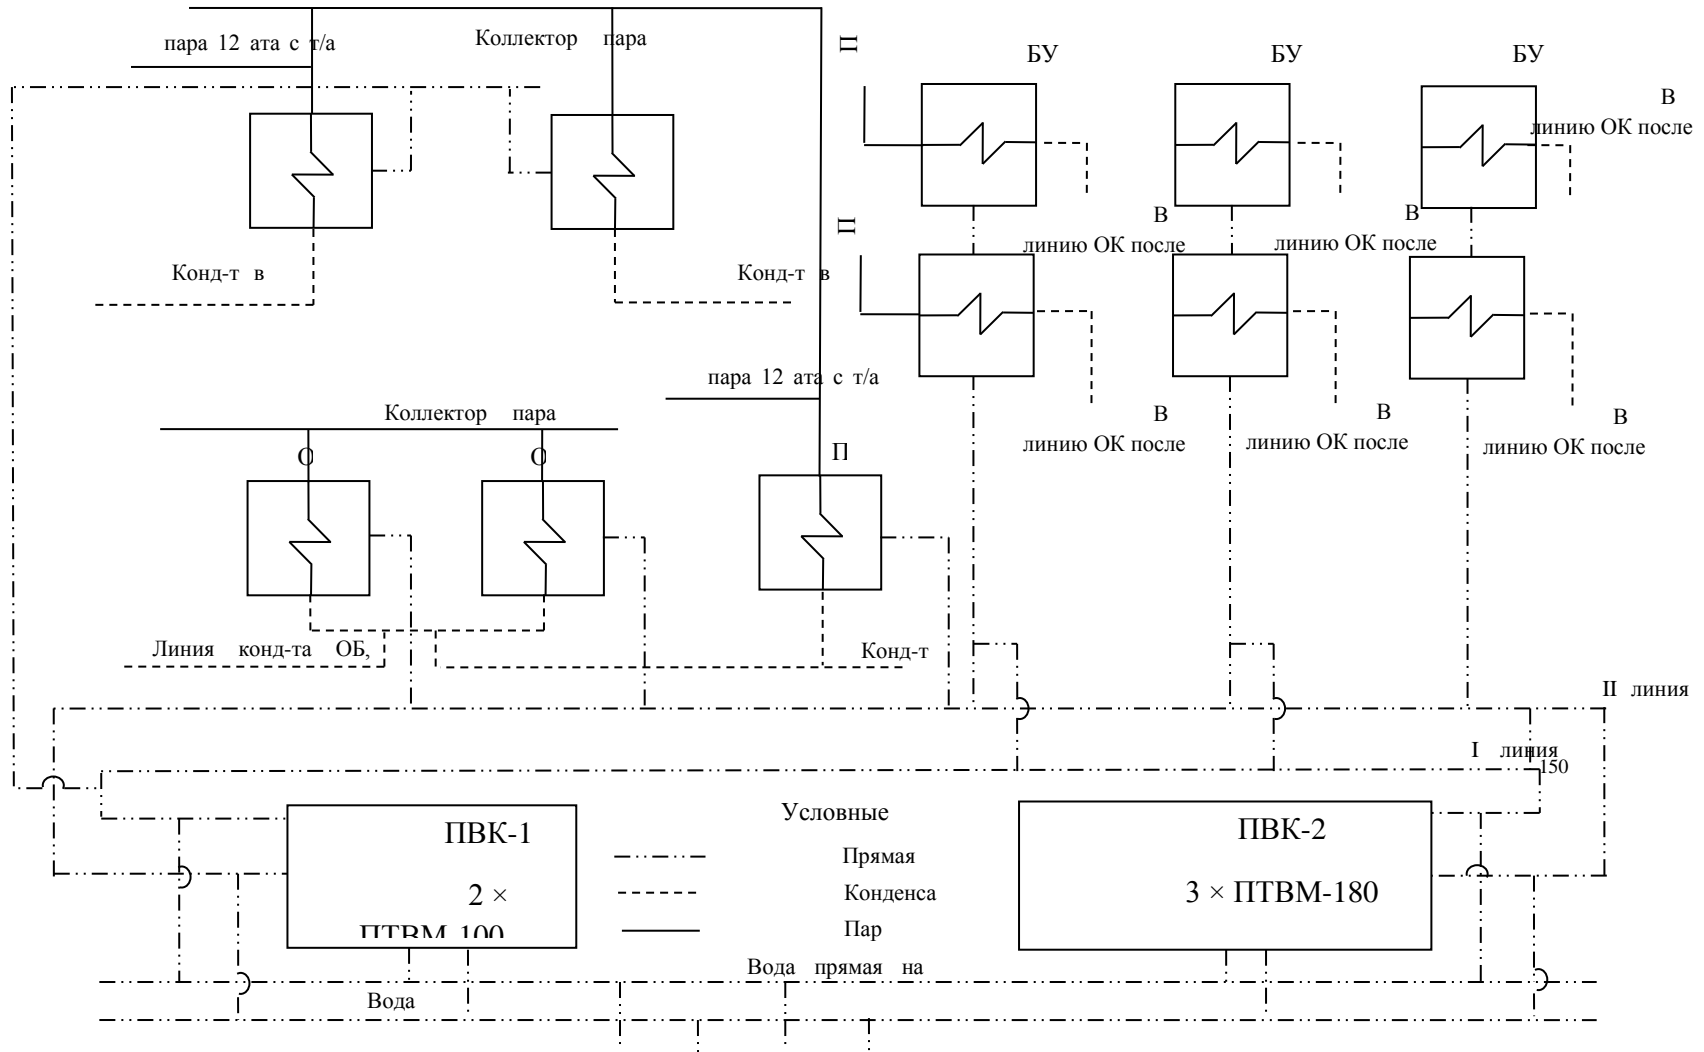 пара 12 ата с т/а
Коллектор пара
П
БУ
БУ
БУ
В
линию ОК после
П
В
линию ОК после
В
линию ОК после
Конд-т в
Конд-т в
пара 12 ата с т/а
Коллектор пара
В
линию ОК после
В
линию ОК после
В
линию ОК после
О
О
П
Линия конд-та ОБ,
Конд-т
II линия
I линия
150
Условные
ПВК-1
2 ×
ПТВМ-100
ПВК-2
3 × ПТВМ-180
Прямая
Конденса
Пар
Вода прямая на
Вода